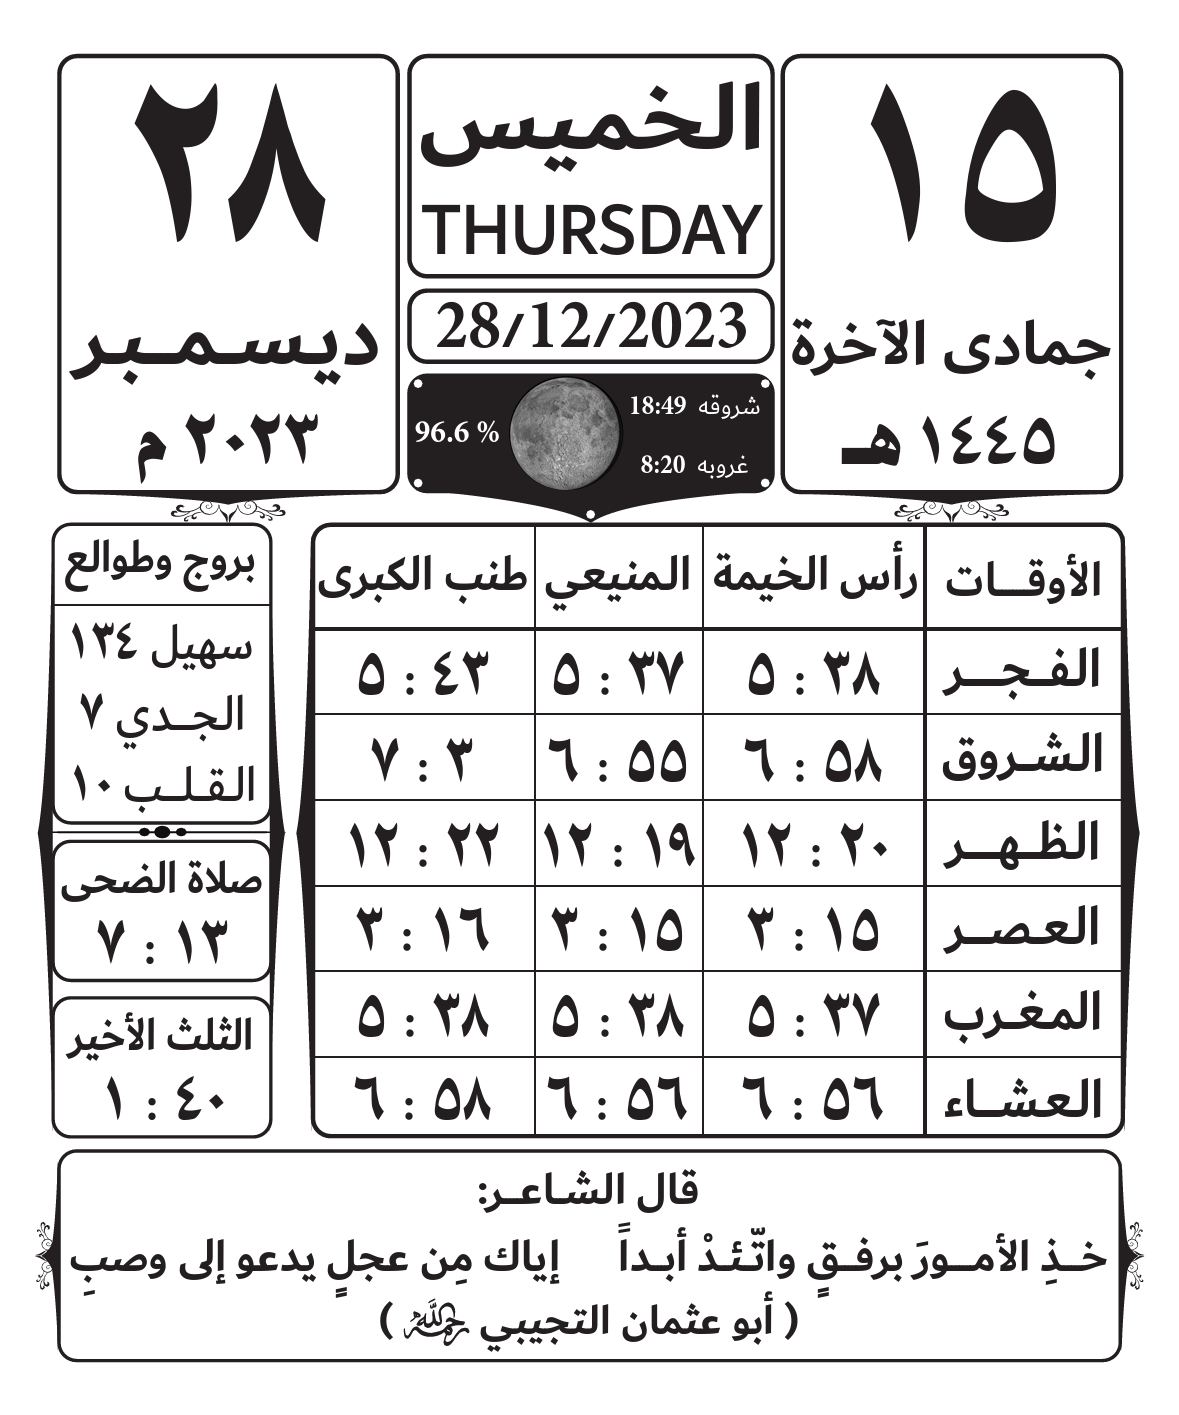 ١٥
جمادى الآخرة
١٤٤٥ هـ
الخميس
THURSDAY
28/12/2023
شروقه 18:49
غروبه 8:20
96.6 %
٢٨
ديسمبر
٢٠٢٣ م
الأوقات رأس الخيمة المنيعي طنب الكبرى
الفجر ٥ : ٣٨ ٥ : ٣٧ ٥ : ٤٣
الشروق ٦ : ٥٨ ٦ : ٥٥ ٧ : ٣
الظهر ١٢ : ٢٠ ١٢ : ١٩ ١٢ : ٢٢
العصر ٣ : ١٥ ٣ : ١٥ ٣ : ١٦
المغرب ٥ : ٣٧ ٥ : ٣٨ ٥ : ٣٨
العشاء ٦ : ٥٦ ٦ : ٥٦ ٦ : ٥٨
بروج وطوالع
سهيل ١٣٤
الجدي ٧
القلب ١٠
صلاة الضحى
٧ : ١٣
الثلث الأخير
١ : ٤٠
قال الشاعر:
خذِ الأمورَ برفقٍ واتّئدْ أبداً إياك مِن عجلٍ يدعو إلى وصبِ
( أبو عثمان التجيبي رحمه الله )